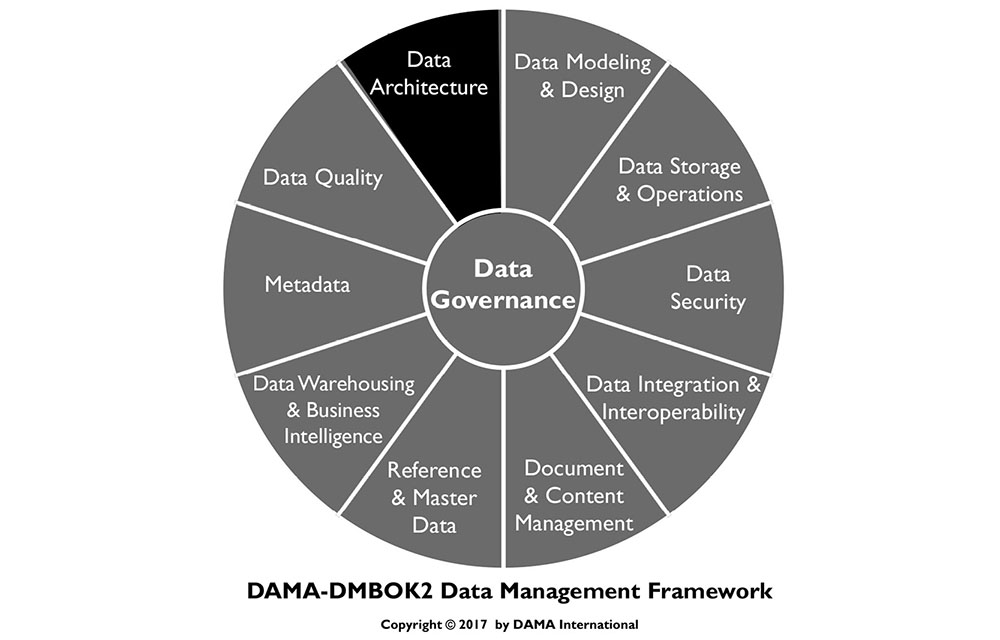 Data
Architecture
Data Modeling
& Design
Data Storage
& Operations
Data
Security
Data Integration &
Interoperability
Document
& Content
Management
Reference
& Master
Data
Data Warehousing
& Business
Intelligence
Metadata
Data Quality
Data
Governance
DAMA-DMBOK2 Data Management Framework
Copyright © 2017 by DAMA International